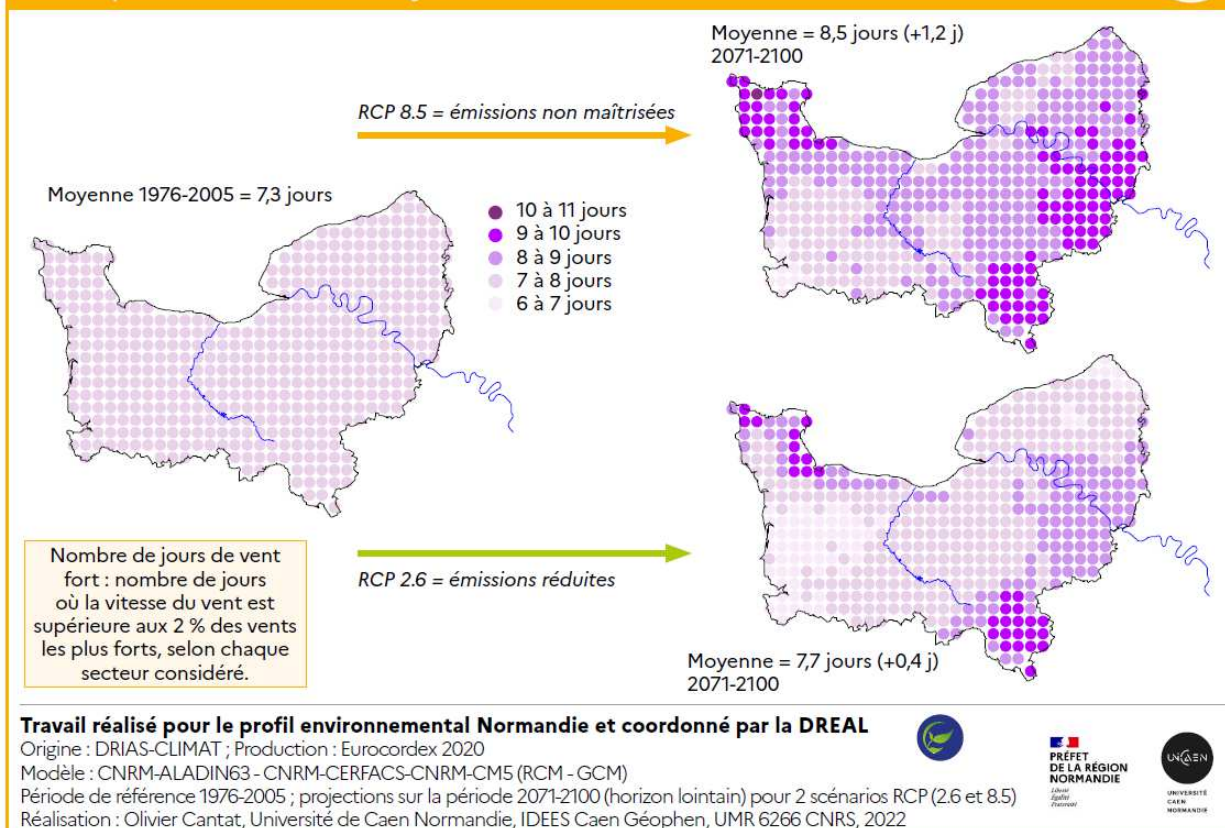 Moyenne = 8,5 jours (+1,2 j)
2071-2100
RCP 8.5 = émissions non maîtrisées
Moyenne 1976-2005 = 7,3 jours
10 à 11 jours
9 à 10 jours
8 à 9 jours
7 à 8 jours
6 à 7 jours
Nombre de jours de vent
fort : nombre de jours
où la vitesse du vent est
supérieure aux 2 % des vents
les plus forts, selon chaque
secteur considéré.
RCP 2.6 = émissions réduites
Moyenne = 7,7 jours (+0,4 j)
2071-2100
Travail réalisé pour le profil environnemental Normandie et coordonné par la DREAL
Origine : DRIAS-CLIMAT ; Production : Eurocordex 2020
Modèle : CNRM-ALADIN63 - CNRM-CERFACS-CNRM-CM5 (RCM - GCM)
Période de référence 1976-2005 ; projections sur la période 2071-2100 (horizon lointain) pour 2 scénarios RCP (2.6 et 8.5)
Réalisation : Olivier Cantat, Université de Caen Normandie, IDEES Caen Géophen, UMR 6266 CNRS, 2022
PRÉFET
DE LA RÉGION
NORMANDIE
Liberté
Égalité
Fraternité
UNICAEN
UNIVERSITÉ
CAEN
NORMANDIE